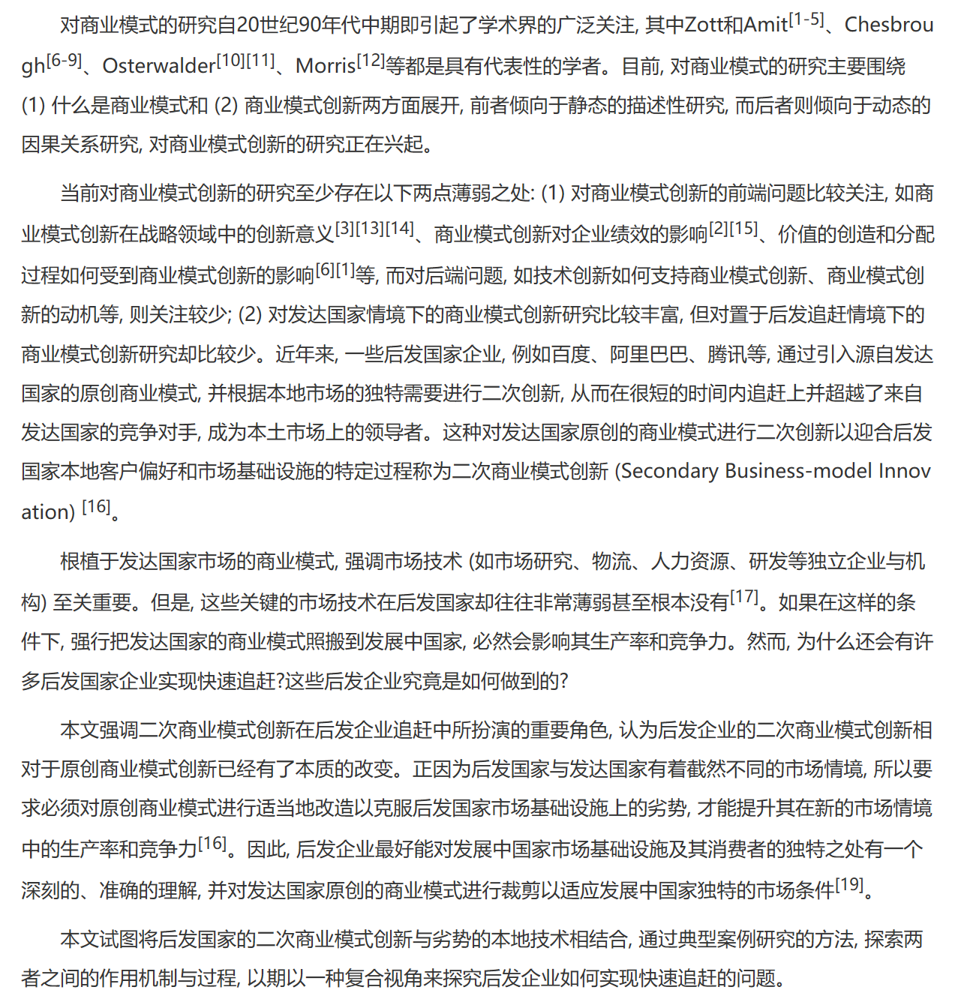 对商业模式的研究自20世纪90年代中期即引起了学术界的广泛关注, 其中Zott和Amit[1-5]、Chesbrou
gh[6-9]、Osterwalder[10][11]、Morris[12]等都是具有代表性的学者。目前, 对商业模式的研究主要围绕
(1) 什么是商业模式和 (2) 商业模式创新两方面展开, 前者倾向于静态的描述性研究, 而后者则倾向于动态的
因果关系研究, 对商业模式创新的研究正在兴起。
当前对商业模式创新的研究至少存在以下两点薄弱之处: (1) 对商业模式创新的前端问题比较关注, 如商
业模式创新在战略领域中的创新意义[3][13][14]、商业模式创新对企业绩效的影响[2][15]、价值的创造和分配
过程如何受到商业模式创新的影响[6][1]等, 而对后端问题, 如技术创新如何支持商业模式创新、商业模式创
新的动机等, 则关注较少; (2) 对发达国家情境下的商业模式创新研究比较丰富, 但对置于后发追赶情境下的
商业模式创新研究却比较少。近年来, 一些后发国家企业, 例如百度、阿里巴巴、腾讯等, 通过引入源自发达
国家的原创商业模式, 并根据本地市场的独特需要进行二次创新, 从而在很短的时间内追赶上并超越了来自
发达国家的竞争对手, 成为本土市场上的领导者。这种对发达国家原创的商业模式进行二次创新以迎合后发
国家本地客户偏好和市场基础设施的特定过程称为二次商业模式创新 (Secondary Business-model Innov
ation) [16]。
根植于发达国家市场的商业模式, 强调市场技术 (如市场研究、物流、人力资源、研发等独立企业与机
构) 至关重要。但是, 这些关键的市场技术在后发国家却往往非常薄弱甚至根本没有[17]。如果在这样的条
件下, 强行把发达国家的商业模式照搬到发展中国家, 必然会影响其生产率和竞争力。然而, 为什么还会有许
多后发国家企业实现快速追赶?这些后发企业究竟是如何做到的?
本文强调二次商业模式创新在后发企业追赶中所扮演的重要角色, 认为后发企业的二次商业模式创新相
对于原创商业模式创新已经有了本质的改变。正因为后发国家与发达国家有着截然不同的市场情境, 所以要
求必须对原创商业模式进行适当地改造以克服后发国家市场基础设施上的劣势, 才能提升其在新的市场情境
中的生产率和竞争力[16]。因此, 后发企业最好能对发展中国家市场基础设施及其消费者的独特之处有一个
深刻的、准确的理解, 并对发达国家原创的商业模式进行裁剪以适应发展中国家独特的市场条件[19]。
本文试图将后发国家的二次商业模式创新与劣势的本地技术相结合, 通过典型案例研究的方法, 探索两
者之间的作用机制与过程, 以期以一种复合视角来探究后发企业如何实现快速追赶的问题。